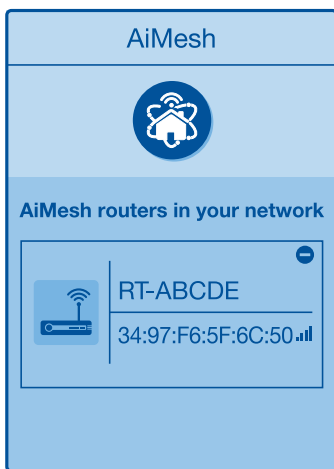 AiMesh
AiMesh routers in your network
RT-ABCDE
34:97:F6:5F:6C:50